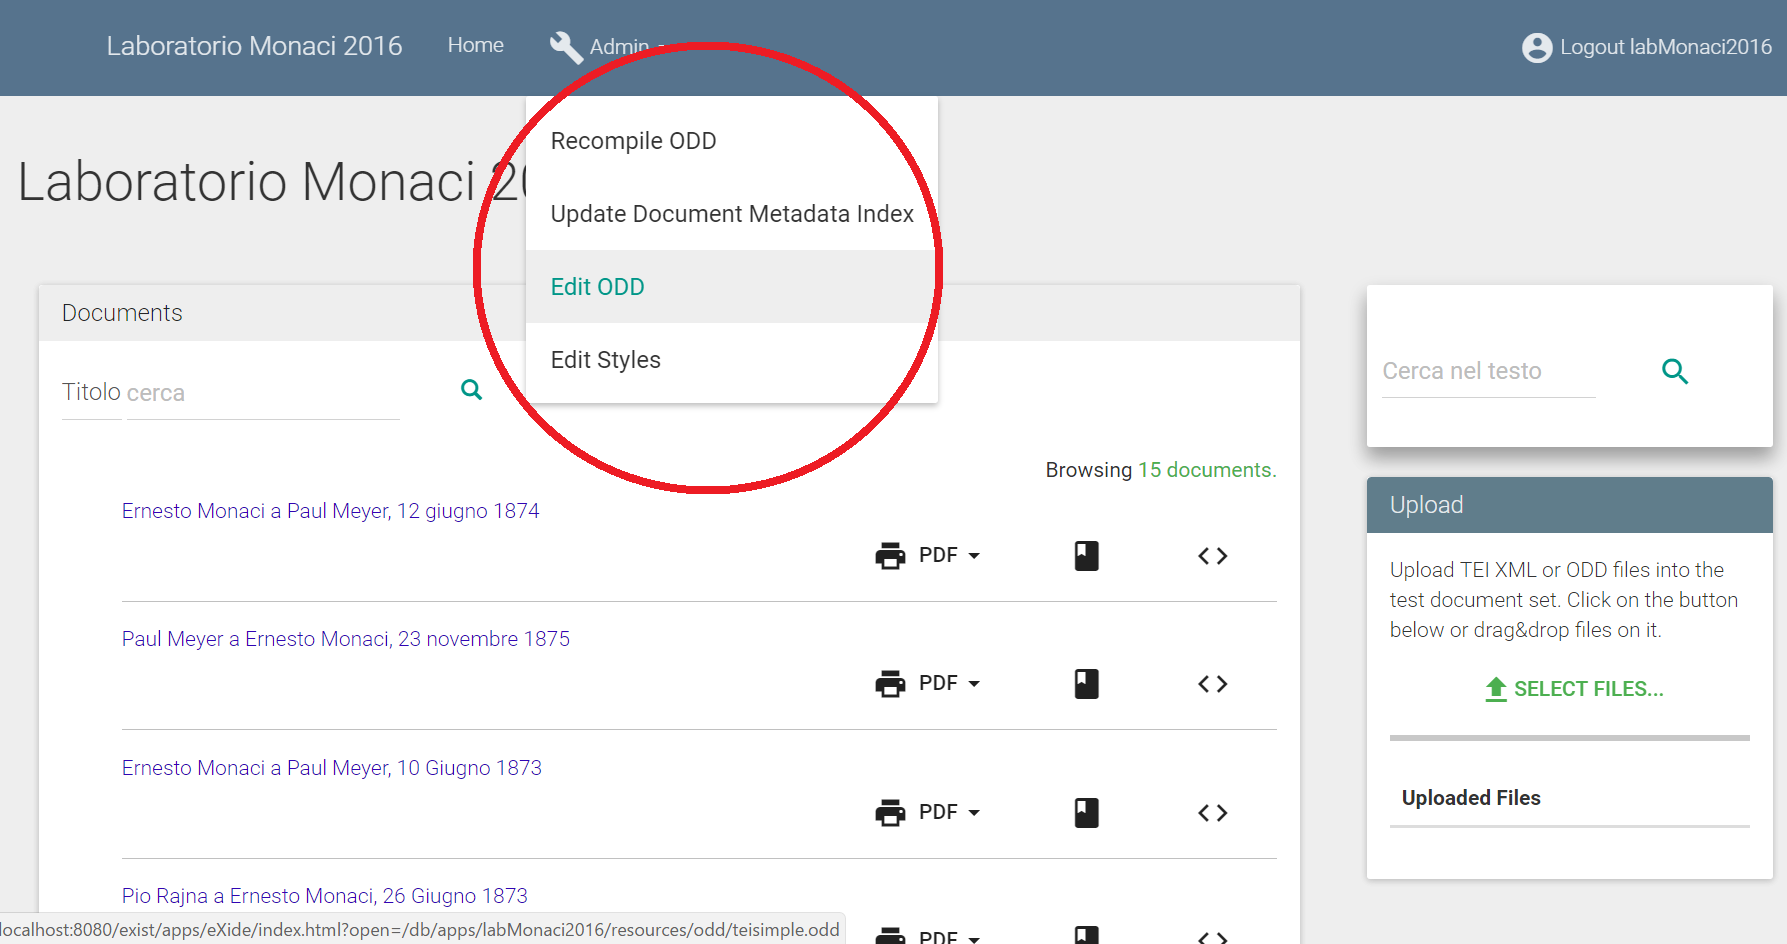 Laboratorio Monaci 2016 Home Admin Logout labMonaci2016
Recompile ODD
Laboratorio Monaci 20
Update Document Metadata Index
Edit ODD
Documents
Edit Styles
Titolo cerca
Cerca nel testo
Browsing 15 documents.
Upload
Ernesto Monaci a Paul Meyer, 12 giugno 1874
PDF
Upload TEI XML or ODD files into the
test document set. Click on the button
below or drag&drop files on it.
Paul Meyer a Ernesto Monaci, 23 novembre 1875
PDF
SELECT FILES...
Ernesto Monaci a Paul Meyer, 10 Giugno 1873
PDF
Uploaded Files
Pio Rajna a Ernesto Monaci, 26 Giugno 1873
PDF
localhost:8080/exist/apps/eXide/index.html?open=/db/apps/labMonaci2016/resources/odd/teisimple.odd